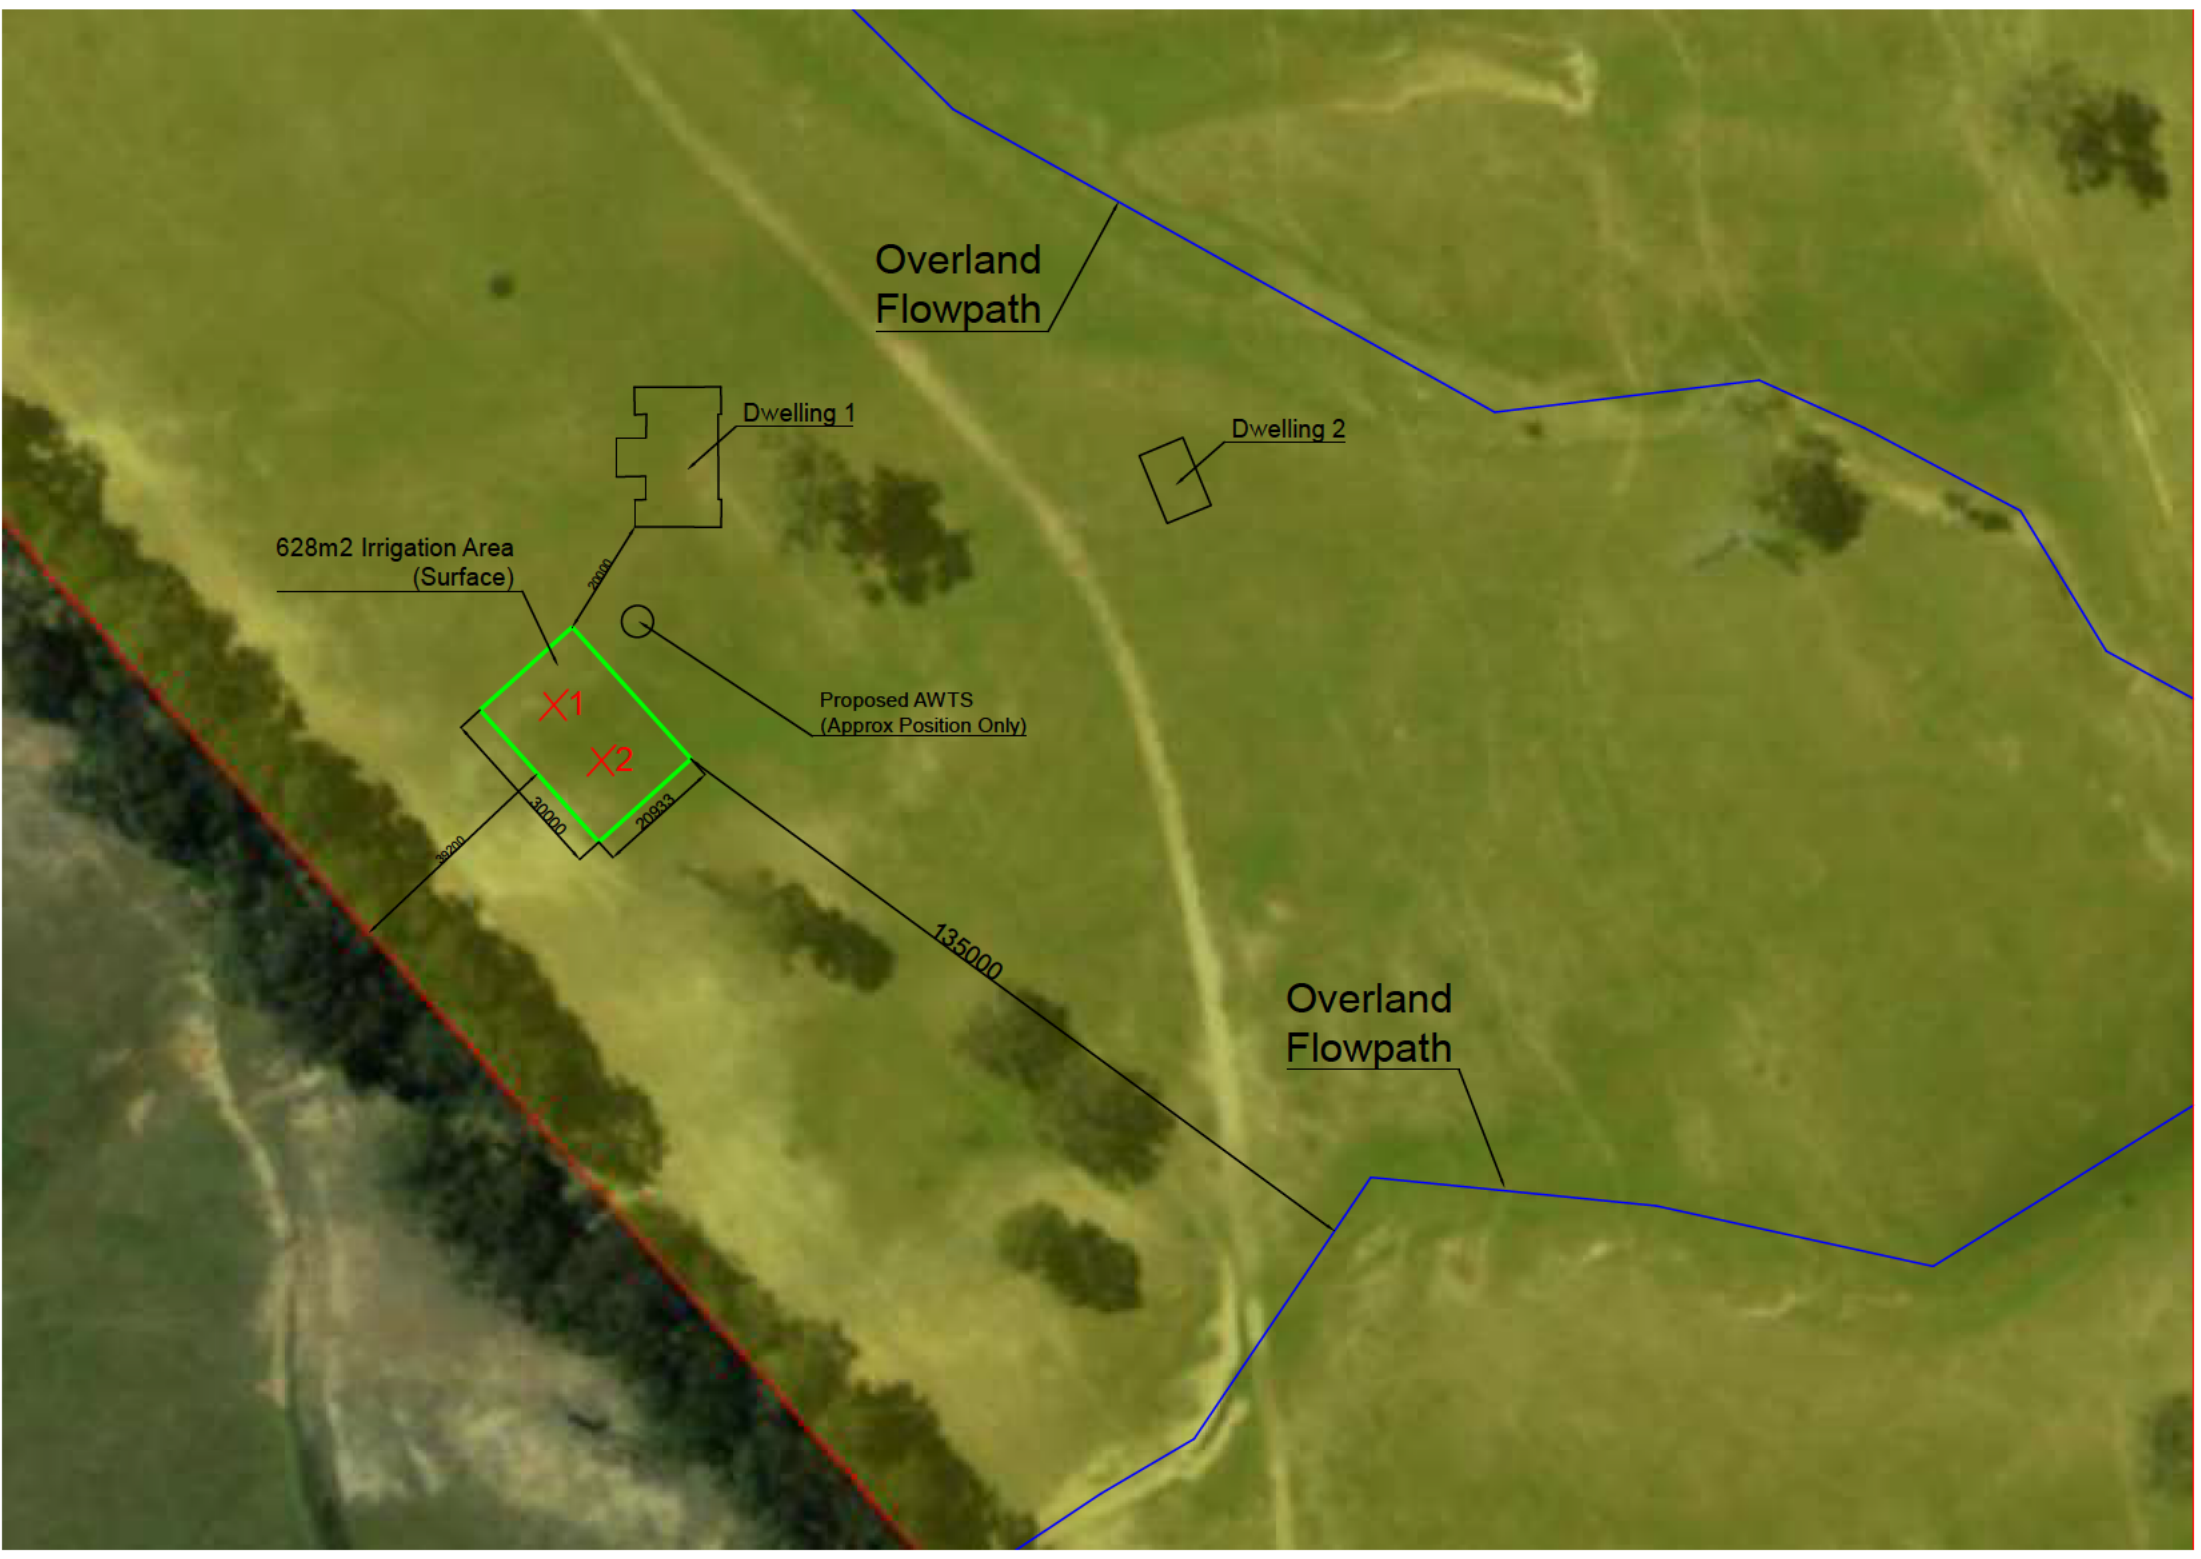 Overland
Flowpath
Dwelling 1
Dwelling 2
628m2 Irrigation Area
(Surface)
20000
X1
Proposed AWTS
(Approx Position Only)
X2
30000
20933
39200
135000
Overland
Flowpath